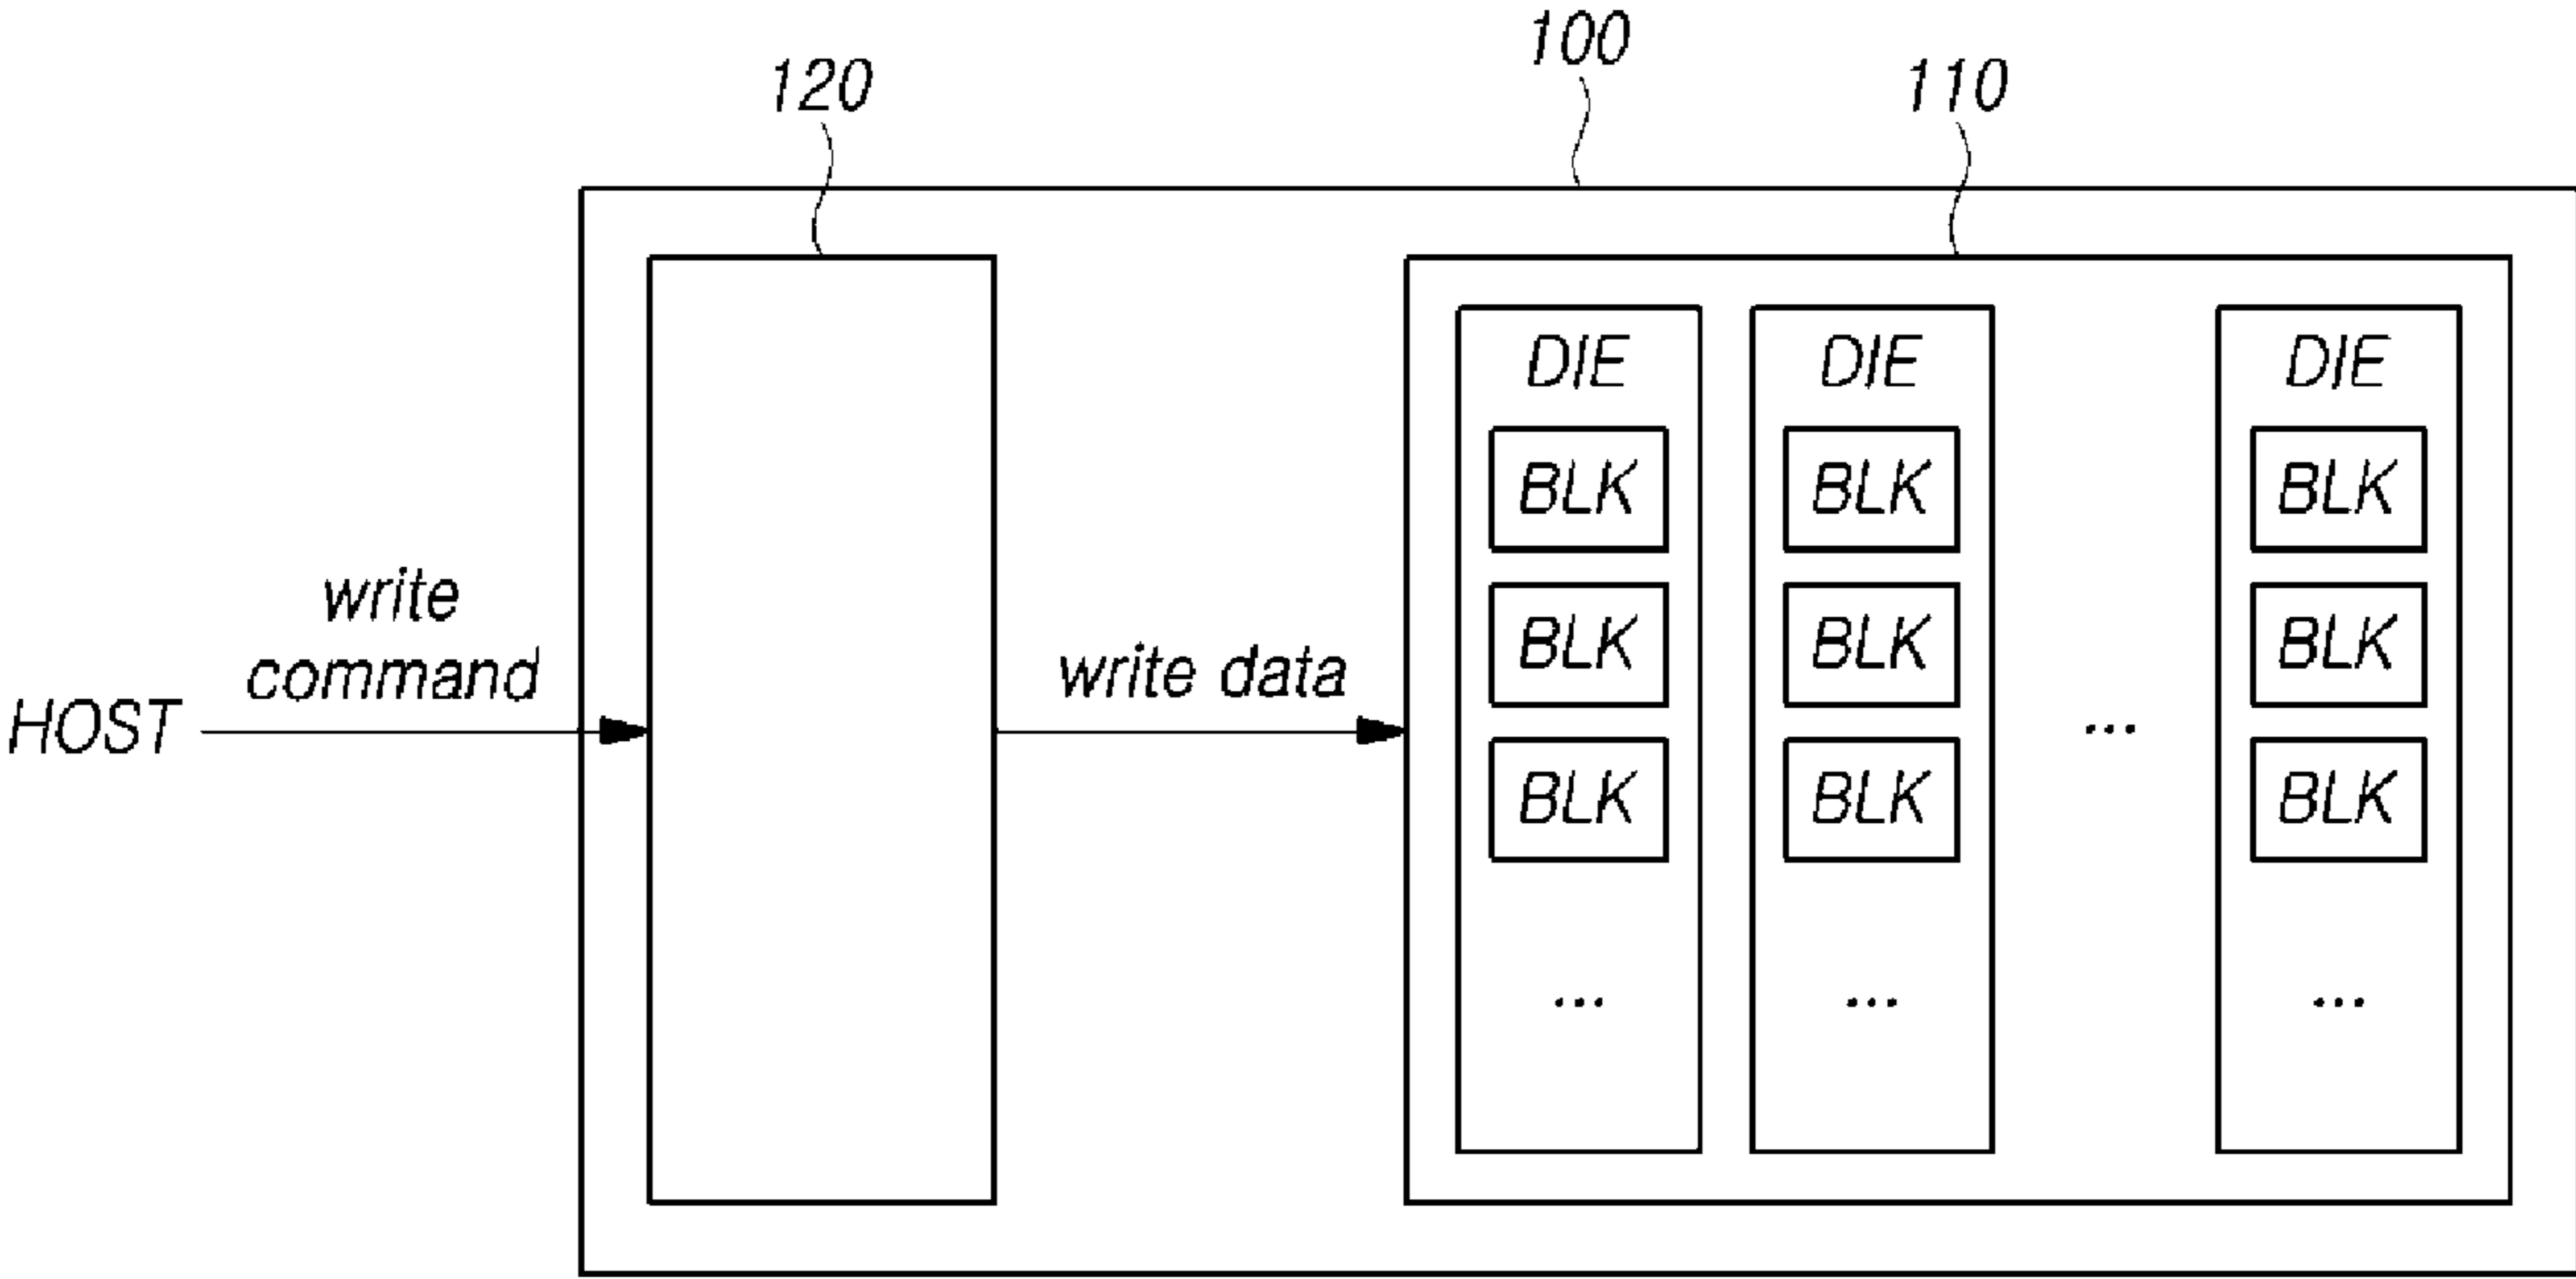 100
120
110
DIE DIE DIE
BLK BLK BLK
write
command
BLK BLK BLK
write data
HOST
...
BLK BLK BLK
... ... ...